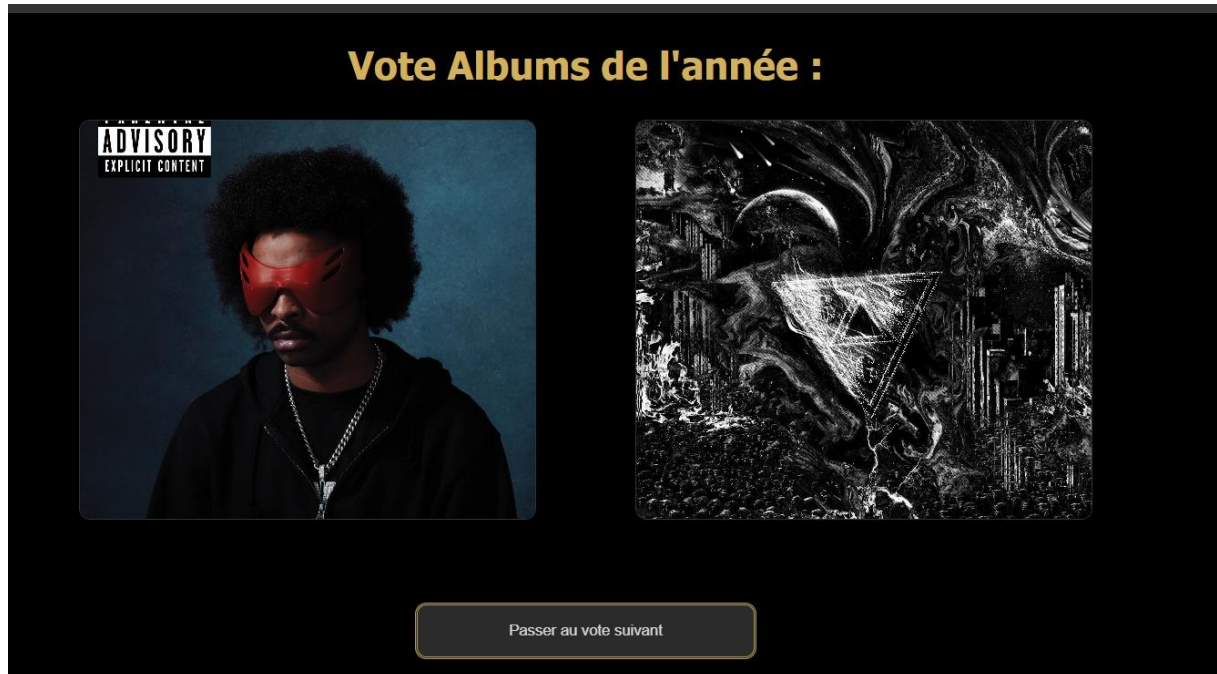 Vote Albums de l'année :
ADVISORY
EXPLICIT CONTENT
Passer au vote suivant